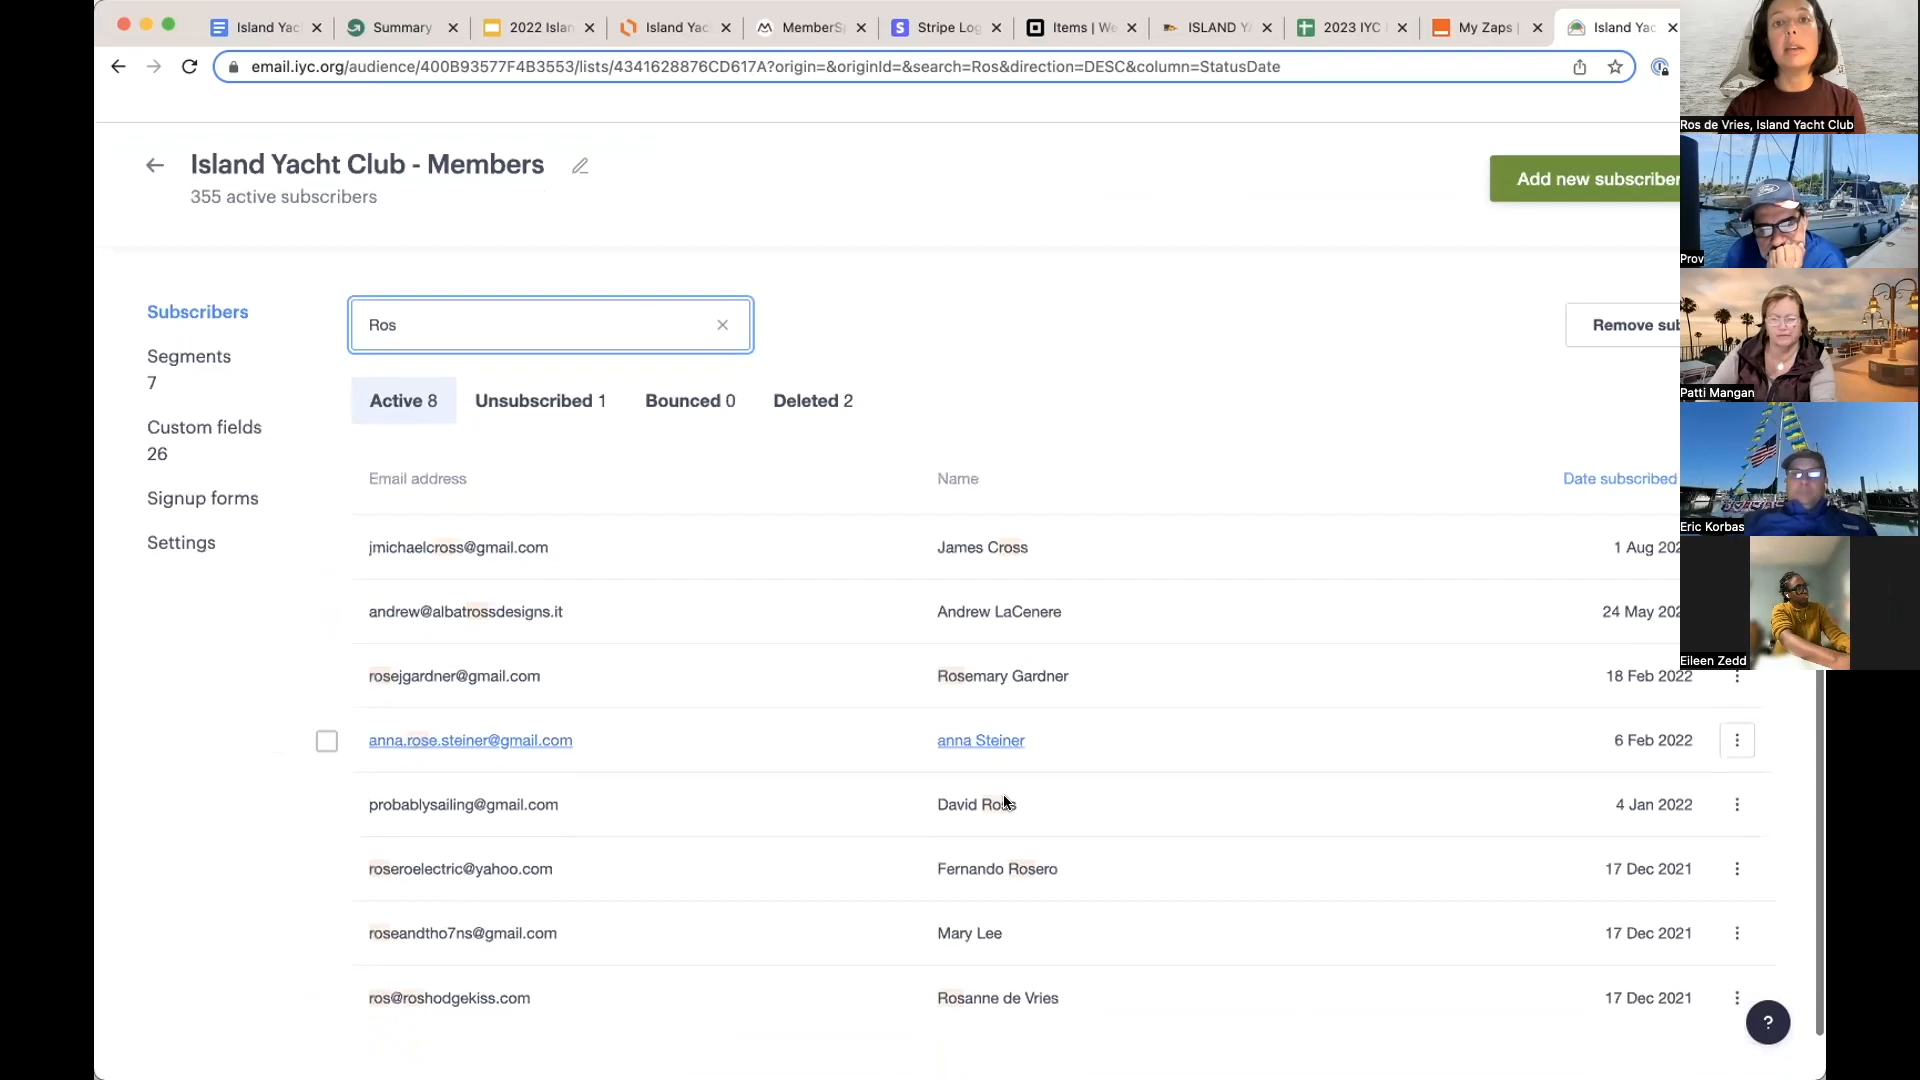 Island Yac
Summary
2022 Islan
Island Yac
MemberSp
Stripe Log
Items | We
ISLAND Y
2023 IYC
My Zaps |
Island Yac
email.iyc.org/audience/400B93577F4B3553/lists/4341628876CD617A?origin=&originId=&search=Ros&direction=DESC&column=StatusDate
Island Yacht Club - Members
355 active subscribers
Add new subscriber
Subscribers
Segments
7
Custom fields
26
Signup forms
Settings
Ros
Remove sub
Active 8 Unsubscribed 1 Bounced 0 Deleted 2
Email address Name Date subscribed
jmichaelcross@gmail.com James Cross 1 Aug 202
andrew@albatrossdesigns.it Andrew LaCenere 24 May 202
rosejgardner@gmail.com Rosemary Gardner 18 Feb 2022
anna.rose.steiner@gmail.com anna Steiner 6 Feb 2022
probablysailing@gmail.com David Ross 4 Jan 2022
roseroelectric@yahoo.com Fernando Rosero 17 Dec 2021
roseandtho7ns@gmail.com Mary Lee 17 Dec 2021
ros@roshodgekiss.com Rosanne de Vries 17 Dec 2021
?
Ros de Vries, Island Yacht Club
Prov
Patti Mangan
Eric Korbas
Eileen Zedd